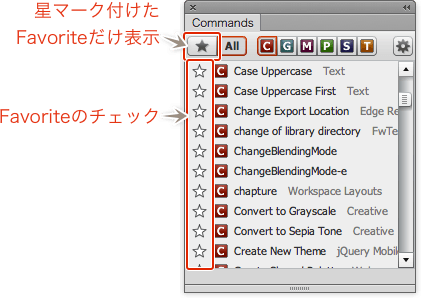 星マーク付けた
Favoriteだけ表示
Favoriteのチェック
Commands
All C G M P S T
C Case Uppercase Text
C Case Uppercase First Text
C Change Export Location Edge Re
C change of library directory FwTe
C ChangeBlendingMode
C ChangeBlendingMode-e
C chapture Workspace Layouts
C Convert to Grayscale Creative
C Convert to Sepia Tone Creative
C Create New Theme jQuery Mobil